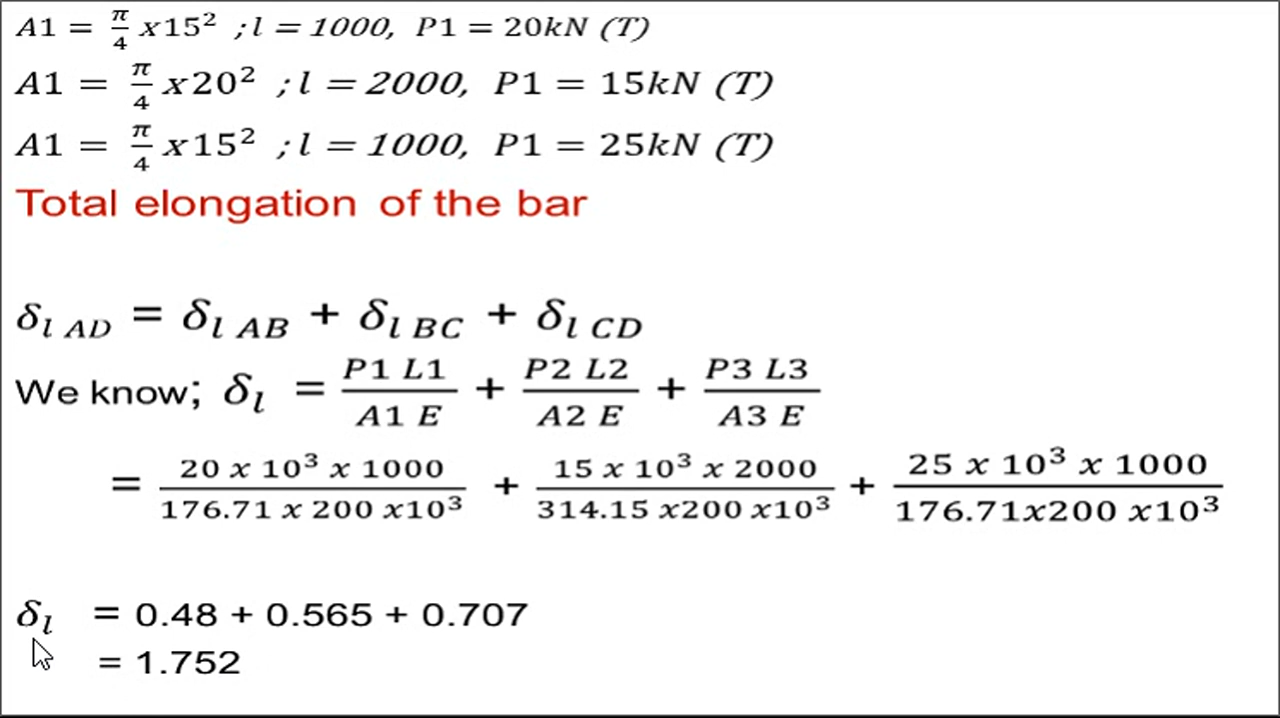 A1 = π/4 x15² ; l = 1000, P1 = 20kN (T)
A1 = π/4 x20² ; l = 2000, P1 = 15kN (T)
A1 = π/4 x15² ; l = 1000, P1 = 25kN (T)
Total elongation of the bar
δl AD = δl AB + δl BC + δl CD
We know; δl = P1 L1/A1 E + P2 L2/A2 E + P3 L3/A3 E
= 20 x 10³ x 1000/176.71 x 200 x10³ + 15 x 10³ x 2000/314.15 x200 x10³ + 25 x 10³ x 1000/176.71x200 x10³
δl = 0.48 + 0.565 + 0.707
= 1.752